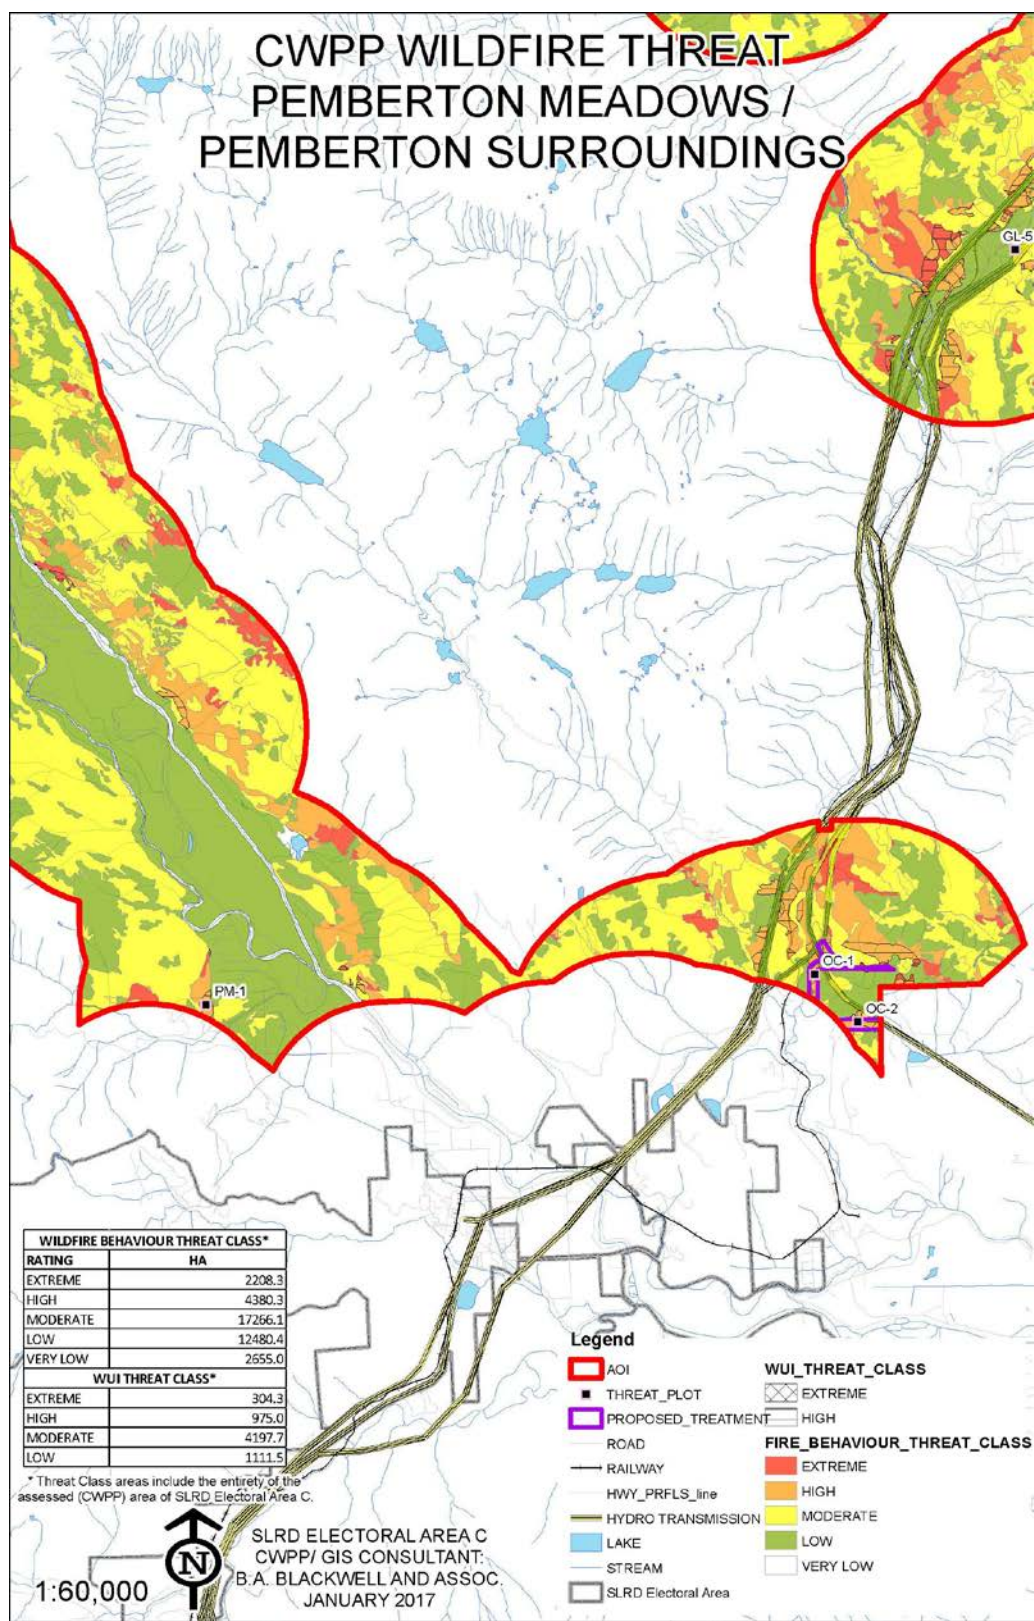 CWPP WILDFIRE THREAT
PEMBERTON MEADOWS /
PEMBERTON SURROUNDINGS
GL-5
OC-1
OC-2
PM-1
WILDFIRE BEHAVIOUR THREAT CLASS*
RATING HA
EXTREME 2208.3
HIGH 4380.3
MODERATE 17266.1
LOW 12480.4
VERY LOW 2655.0
WUI THREAT CLASS*
EXTREME 304.3
HIGH 975.0
MODERATE 4197.7
LOW 1111.5
* Threat Class areas include the entirety of the
assessed (CWPP) area of SLRD Electoral Area C.
N
1:60,000
SLRD ELECTORAL AREA C
CWPP/ GIS CONSULTANT:
B.A. BLACKWELL AND ASSOC.
JANUARY 2017
Legend
AOI
THREAT_PLOT
PROPOSED_TREATMENT
ROAD
RAILWAY
HWY_PRFLS_line
HYDRO TRANSMISSION
LAKE
STREAM
SLRD Electoral Area
WUI_THREAT_CLASS
EXTREME
HIGH
FIRE_BEHAVIOUR_THREAT_CLASS
EXTREME
HIGH
MODERATE
LOW
VERY LOW